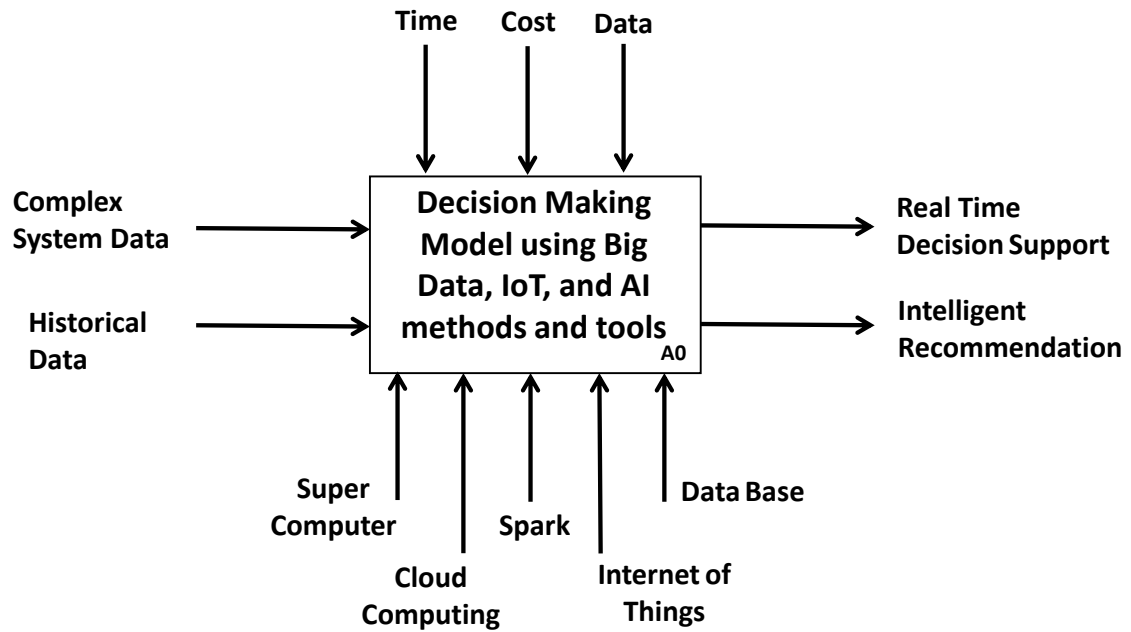 Time
Cost
Data
Complex
System Data
Historical
Data
Decision Making
Model using Big
Data, IoT, and AI
methods and tools
A0
Real Time
Decision Support
Intelligent
Recommendation
Super
Computer
Cloud
Computing
Spark
Internet of
Things
Data Base